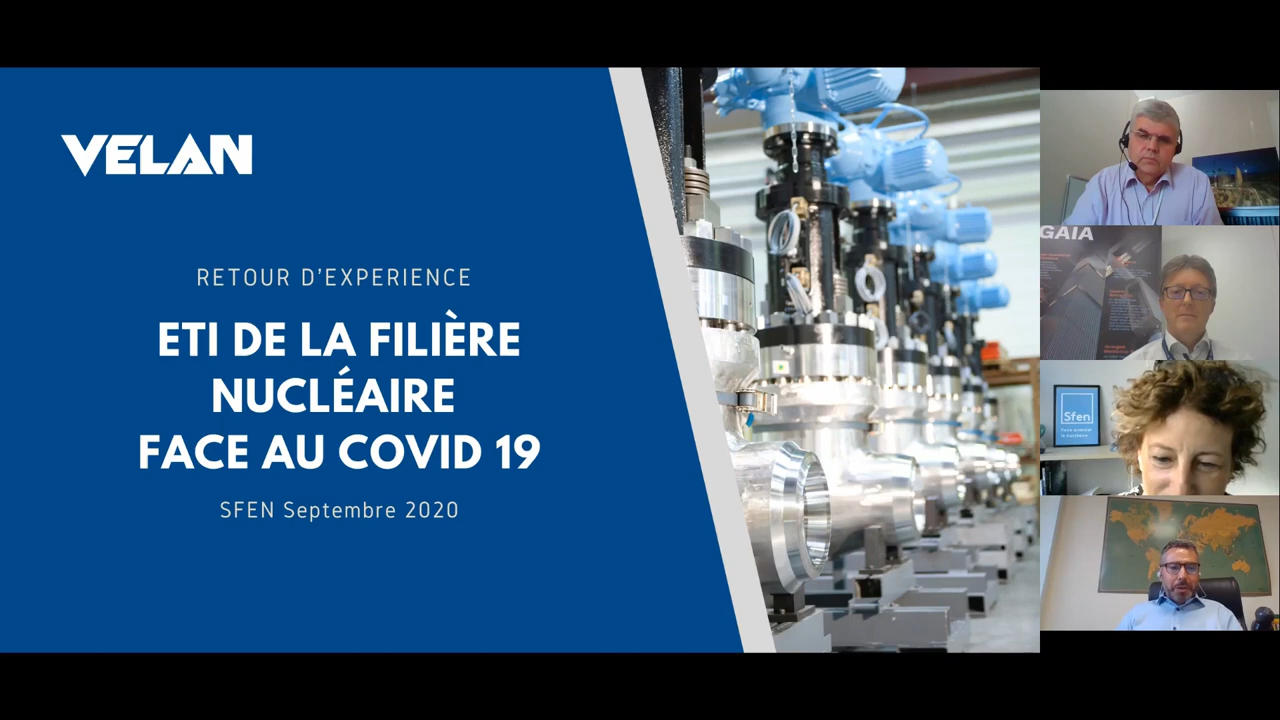 VELAN
RETOUR D'EXPERIENCE
ETI DE LA FILIÈRE
NUCLÉAIRE
FACE AU COVID 19
SFEN Septembre 2020
GAIA
Sfen